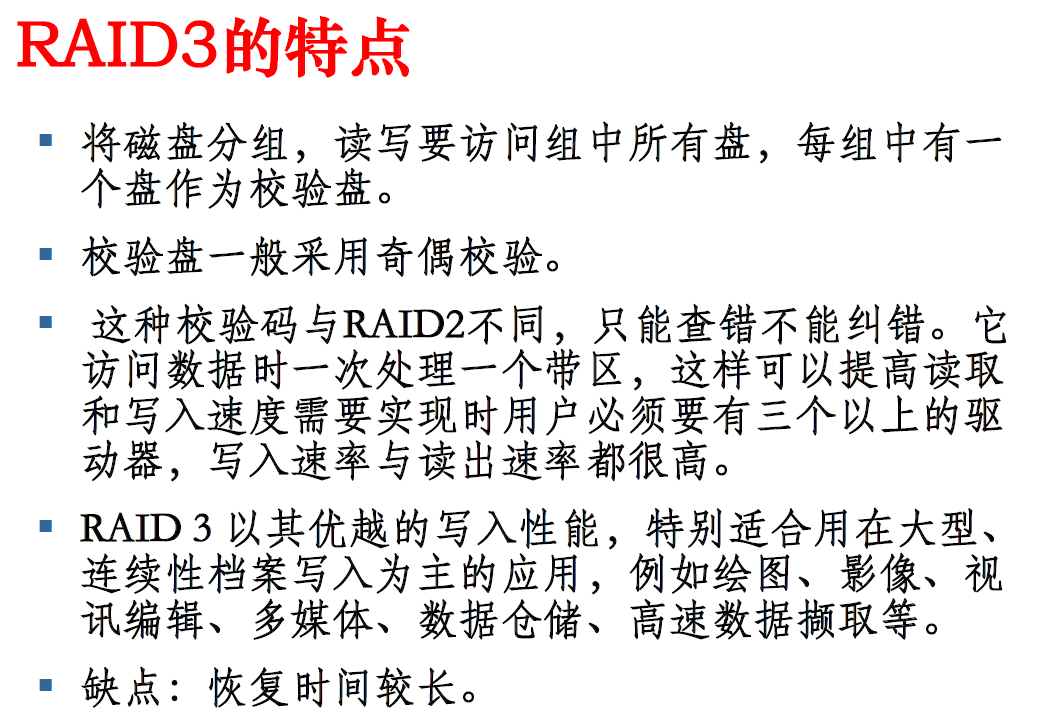 RAID3的特点
将磁盘分组，读写要访问组中所有盘，每组中有一
个盘作为校验盘。
校验盘一般采用奇偶校验。
这种校验码与RAID2不同，只能查错不能纠错。它
访问数据时一次处理一个带区，这样可以提高读取
和写入速度需要实现时用户必须要有三个以上的驱
动器，写入速率与读出速率都很高。
RAID 3 以其优越的写入性能，特别适合用在大型、
连续性档案写入为主的应用，例如绘图、影像、视
讯编辑、多媒体、数据仓储、高速数据撷取等。
缺点：恢复时间较长。